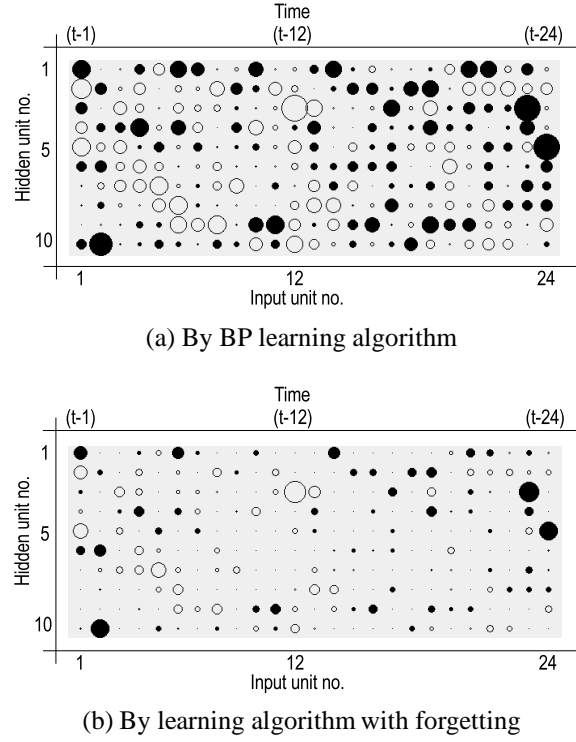 Time
(t-1) (t-12) (t-24)
1
5
10
Hidden unit no.
1 12 24
Input unit no.
(a) By BP learning algorithm
Time
(t-1) (t-12) (t-24)
1
5
10
Hidden unit no.
1 12 24
Input unit no.
(b) By learning algorithm with forgetting